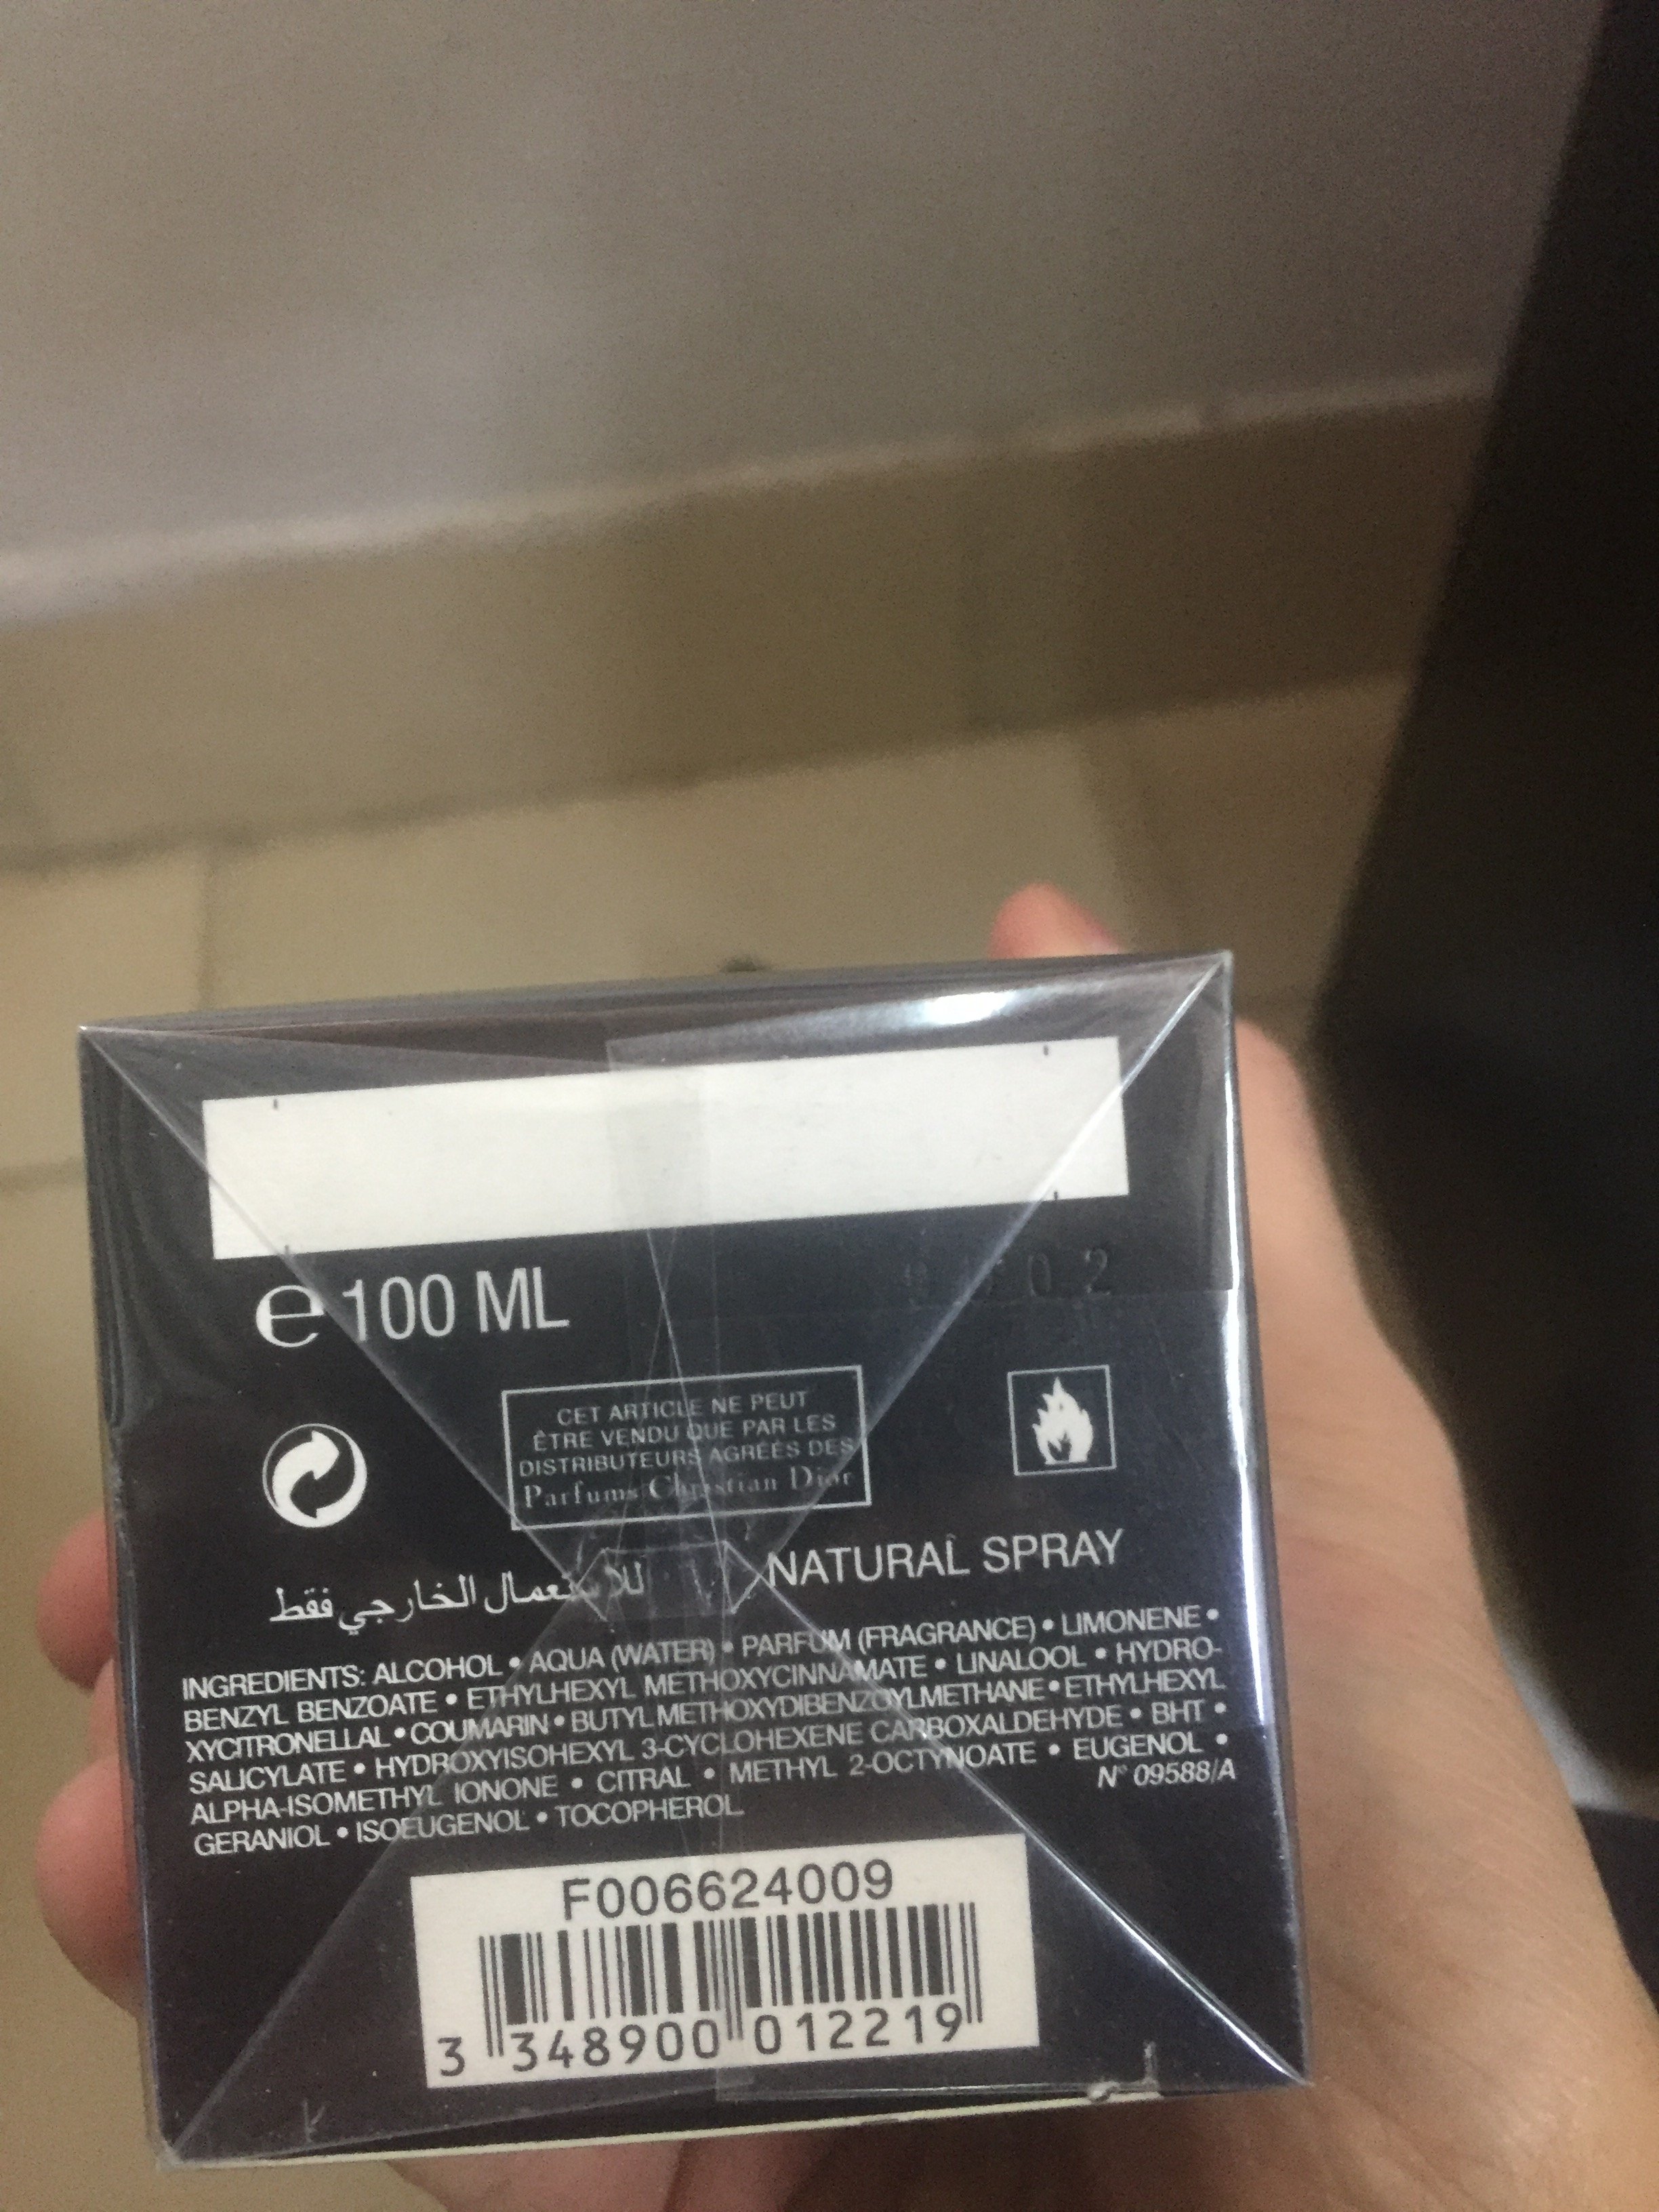 ℮ 100 ML
CET ARTICLE NE PEUT
ÊTRE VENDU QUE PAR LES
DISTRIBUTEURS AGRÉÉS DES
Parfums Christian Dior
للاستعمال الخارجي فقط
NATURAL SPRAY
INGREDIENTS: ALCOHOL • AQUA (WATER) • PARFUM (FRAGRANCE) • LIMONENE •
BENZYL BENZOATE • ETHYLHEXYL METHOXYCINNAMATE • LINALOOL • HYDRO-
XYCITRONELLAL • COUMARIN • BUTYL METHOXYDIBENZOYLMETHANE • ETHYLHEXYL
SALICYLATE • HYDROXYISOHEXYL 3-CYCLOHEXENE CARBOXALDEHYDE • BHT •
ALPHA-ISOMETHYL IONONE • CITRAL • METHYL 2-OCTYNOATE • EUGENOL •
GERANIOL • ISOEUGENOL • TOCOPHEROL.
N° 09588/A
F006624009
3 348900 012219